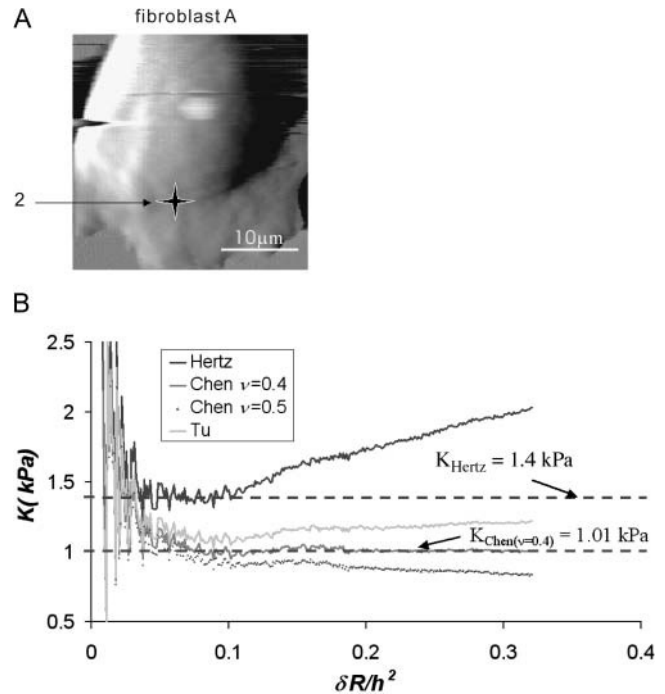 A
fibroblast A
2
10μm
B
2.5
2
1.5
1
0.5
K( kPa)
Hertz
Chen ν=0.4
Chen ν=0.5
Tu
K_Hertz = 1.4 kPa
K_Chen(ν=0.4) = 1.01 kPa
0
0.1
0.2
0.3
0.4
δR/h²